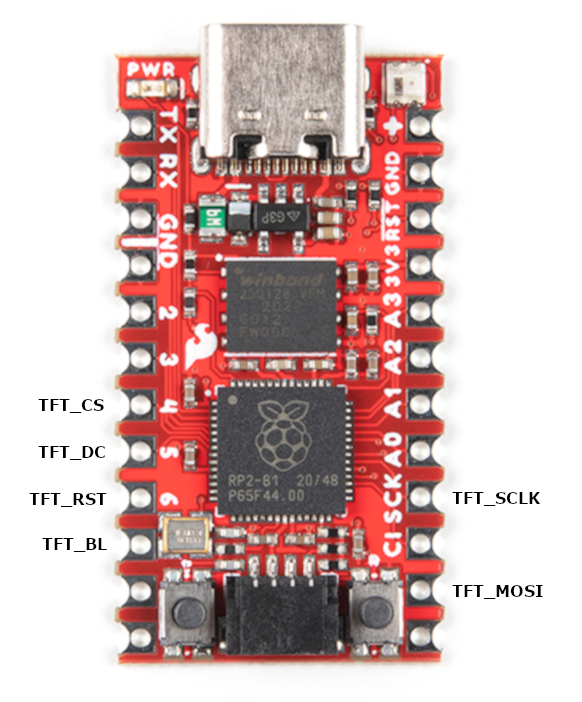 PWR
TX
RX
GND
2
3
4
5
6
+
GND
RST
3V3
A3
A2
A1
A0
SCK
CI
G3P
winbond
RP2-B1 20/48
P65F44.00
TFT_CS
TFT_DC
TFT_RST
TFT_BL
TFT_SCLK
TFT_MOSI